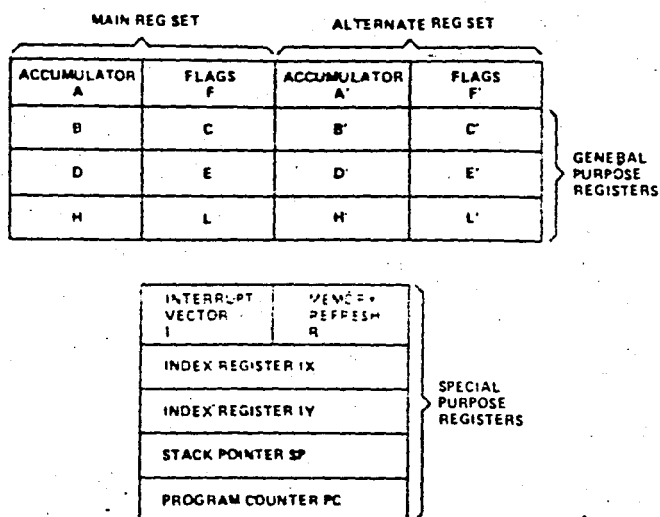 MAIN REG SET
ALTERNATE REG SET
ACCUMULATOR
A
FLAGS
F
ACCUMULATOR
A'
FLAGS
F'
B
C
B'
C'
D
E
D'
E'
H
L
H'
L'
GENERAL
PURPOSE
REGISTERS
INTERRUPT
VECTOR
I
MEMORY
REFRESH
R
INDEX REGISTER IX
INDEX REGISTER IY
STACK POINTER SP
PROGRAM COUNTER PC
SPECIAL
PURPOSE
REGISTERS